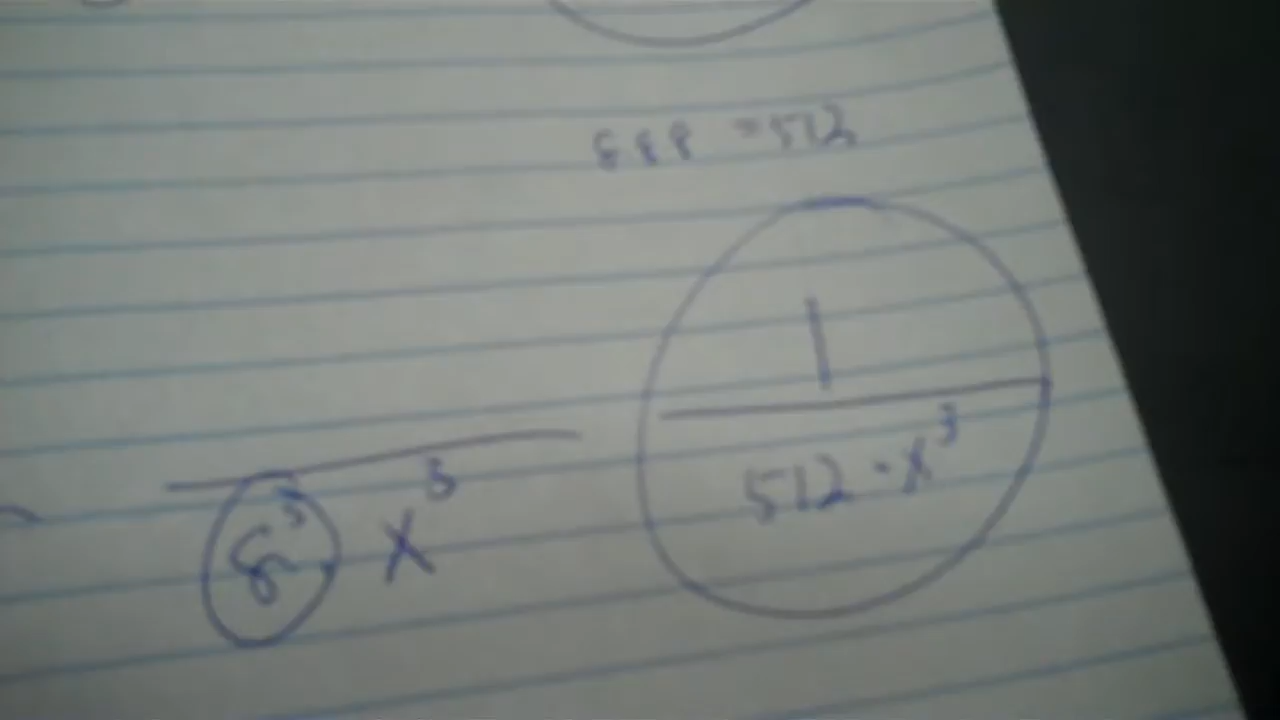 8 8 8 = 512
1
8³ x³
512 · x³